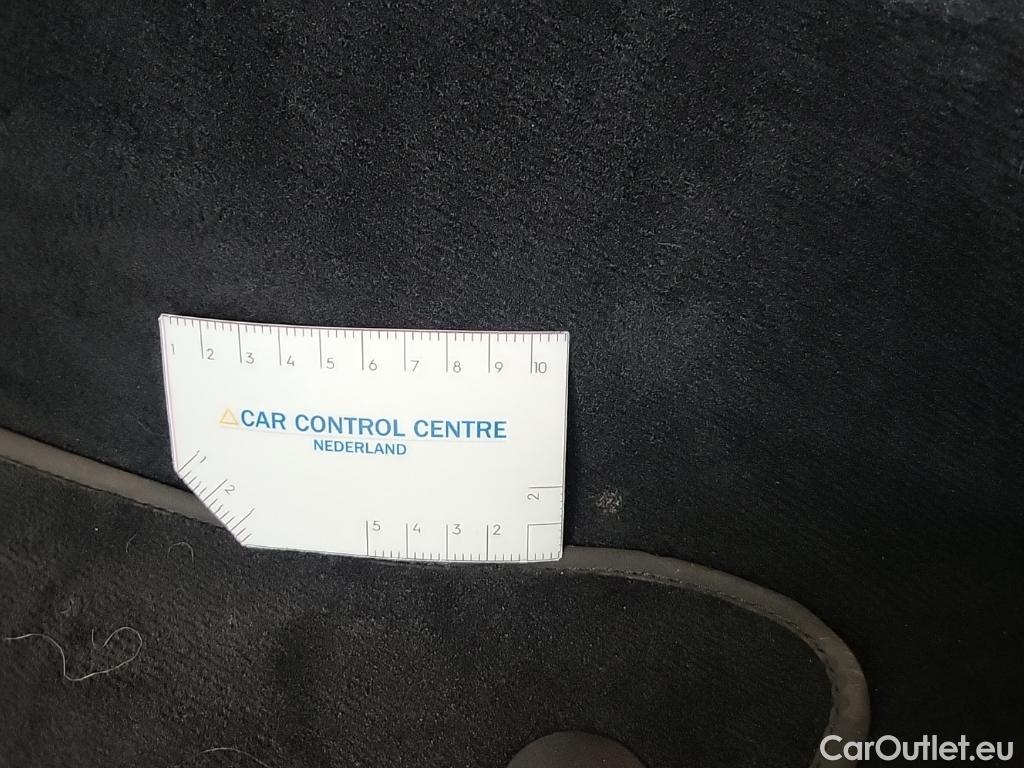 1 2 3 4 5 6 7 8 9 10
CAR CONTROL CENTRE
NEDERLAND
2
2
5 4 3 2
CarOutlet.eu